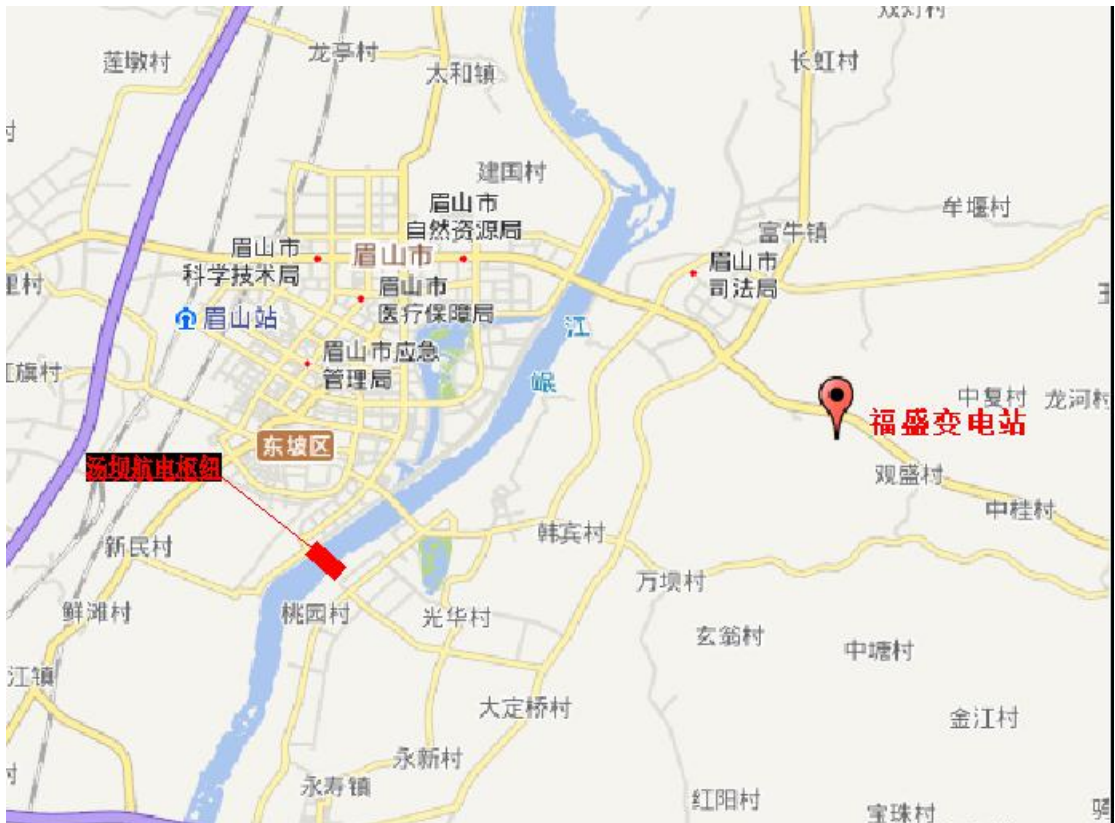 双灯村
龙亭村
莲墩村
太和镇
长虹村
建国村
眉山市
自然资源局
牟堰村
富牛镇
眉山市
科学技术局
眉山市
眉山市
司法局
眉山市
医疗保障局
眉山站
江
岷
眉山市应急
管理局
中复村
龙河村
福盛变电站
东坡区
汤坝航电枢纽
观盛村
中桂村
新民村
韩宾村
万坝村
鲜滩村
桃园村
光华村
玄翁村
中塘村
江镇
大定桥村
金江村
永新村
永寿镇
红阳村
宝珠村